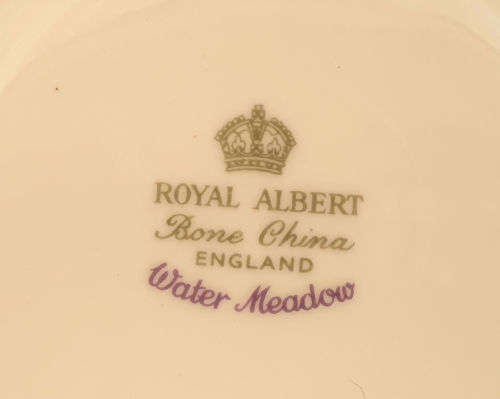 ROYAL ALBERT
Bone China
ENGLAND
Water Meadow